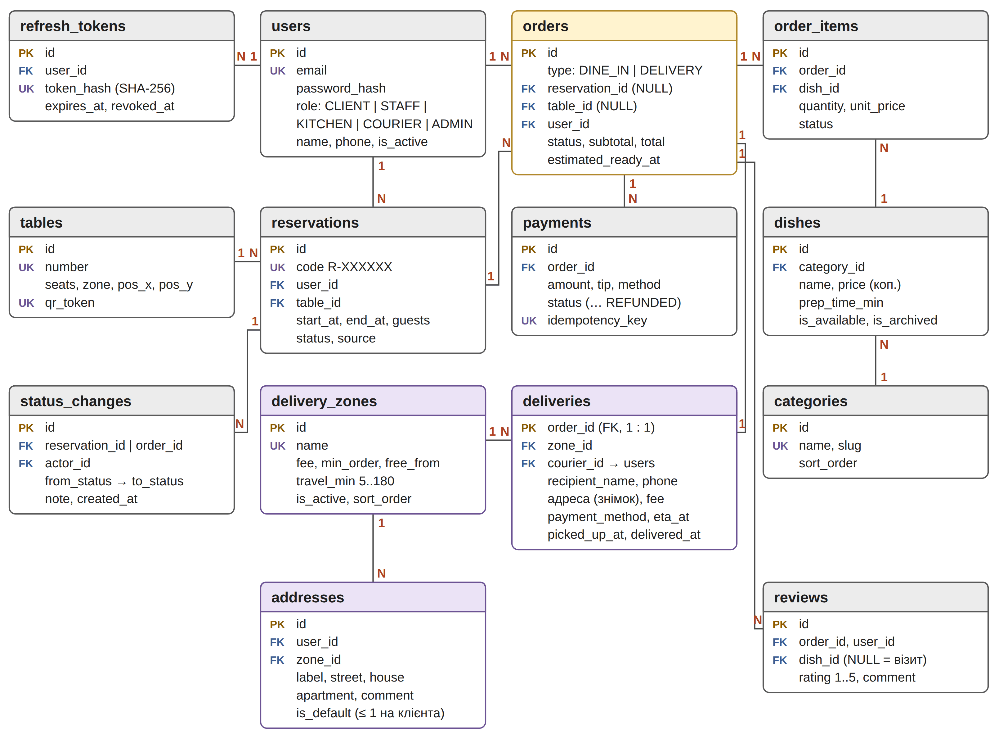 refresh_tokens
PK id
FK user_id
UK token_hash (SHA-256)
expires_at, revoked_at
N 1
users
PK id
UK email
password_hash
role: CLIENT | STAFF |
KITCHEN | COURIER | ADMIN
name, phone, is_active
1 N
orders
PK id
type: DINE_IN | DELIVERY
FK reservation_id (NULL)
FK table_id (NULL)
FK user_id
status, subtotal, total
estimated_ready_at
1 N
order_items
PK id
FK order_id
FK dish_id
quantity, unit_price
status
1
N
N
1
N
1
1
1
N
1
tables
PK id
UK number
seats, zone, pos_x, pos_y
UK qr_token
1 N
reservations
PK id
UK code R-XXXXXX
FK user_id
FK table_id
start_at, end_at, guests
status, source
1
payments
PK id
FK order_id
amount, tip, method
status (… REFUNDED)
UK idempotency_key
dishes
PK id
FK category_id
name, price (коп.)
prep_time_min
is_available, is_archived
1
N
N
1
status_changes
PK id
FK reservation_id | order_id
FK actor_id
from_status → to_status
note, created_at
delivery_zones
PK id
UK name
fee, min_order, free_from
travel_min 5..180
is_active, sort_order
1 N
deliveries
PK order_id (FK, 1 : 1)
FK zone_id
FK courier_id → users
recipient_name, phone
адреса (знімок), fee
payment_method, eta_at
picked_up_at, delivered_at
1
categories
PK id
UK name, slug
sort_order
1
N
addresses
PK id
FK user_id
FK zone_id
label, street, house
apartment, comment
is_default (≤ 1 на клієнта)
N
reviews
PK id
FK order_id, user_id
FK dish_id (NULL = візит)
rating 1..5, comment